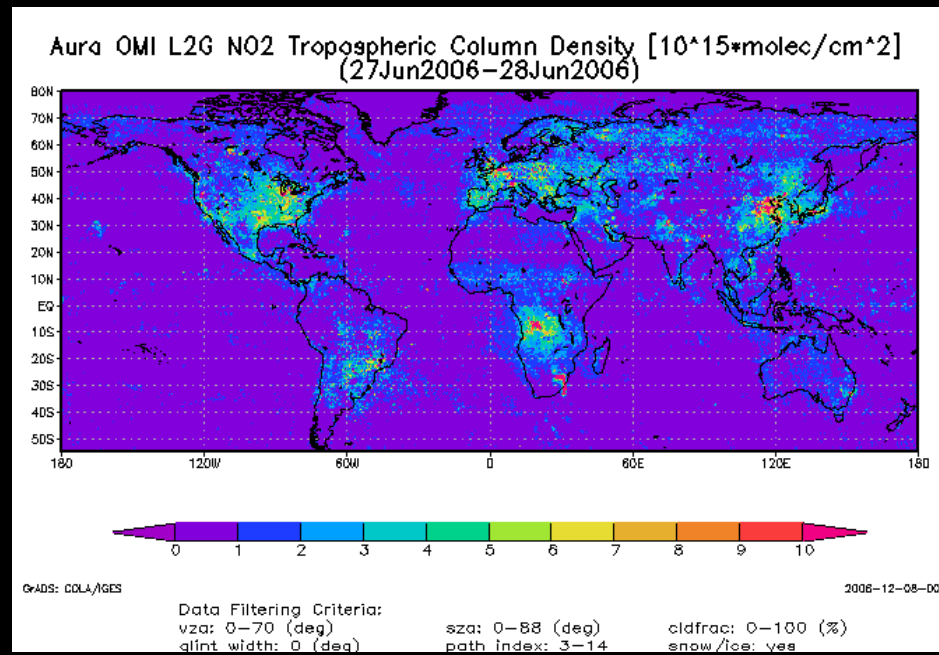 Aura OMI L2G NO2 Tropospheric Column Density [10^15*molec/cm^2]
(27Jun2006-28Jun2006)
80N
70N
60N
50N
40N
30N
20N
10N
EQ
10S
20S
30S
40S
50S
180 120W 60W 0 60E 120E 180
0 1 2 3 4 5 6 7 8 9 10
GrADS: COLA/IGES 2006-12-08-00
Data Filtering Criteria:
vza: 0-70 (deg) sza: 0-88 (deg) cldfrac: 0-100 (%)
glint width: 0 (deg) path index: 3-14 snow/ice: yes